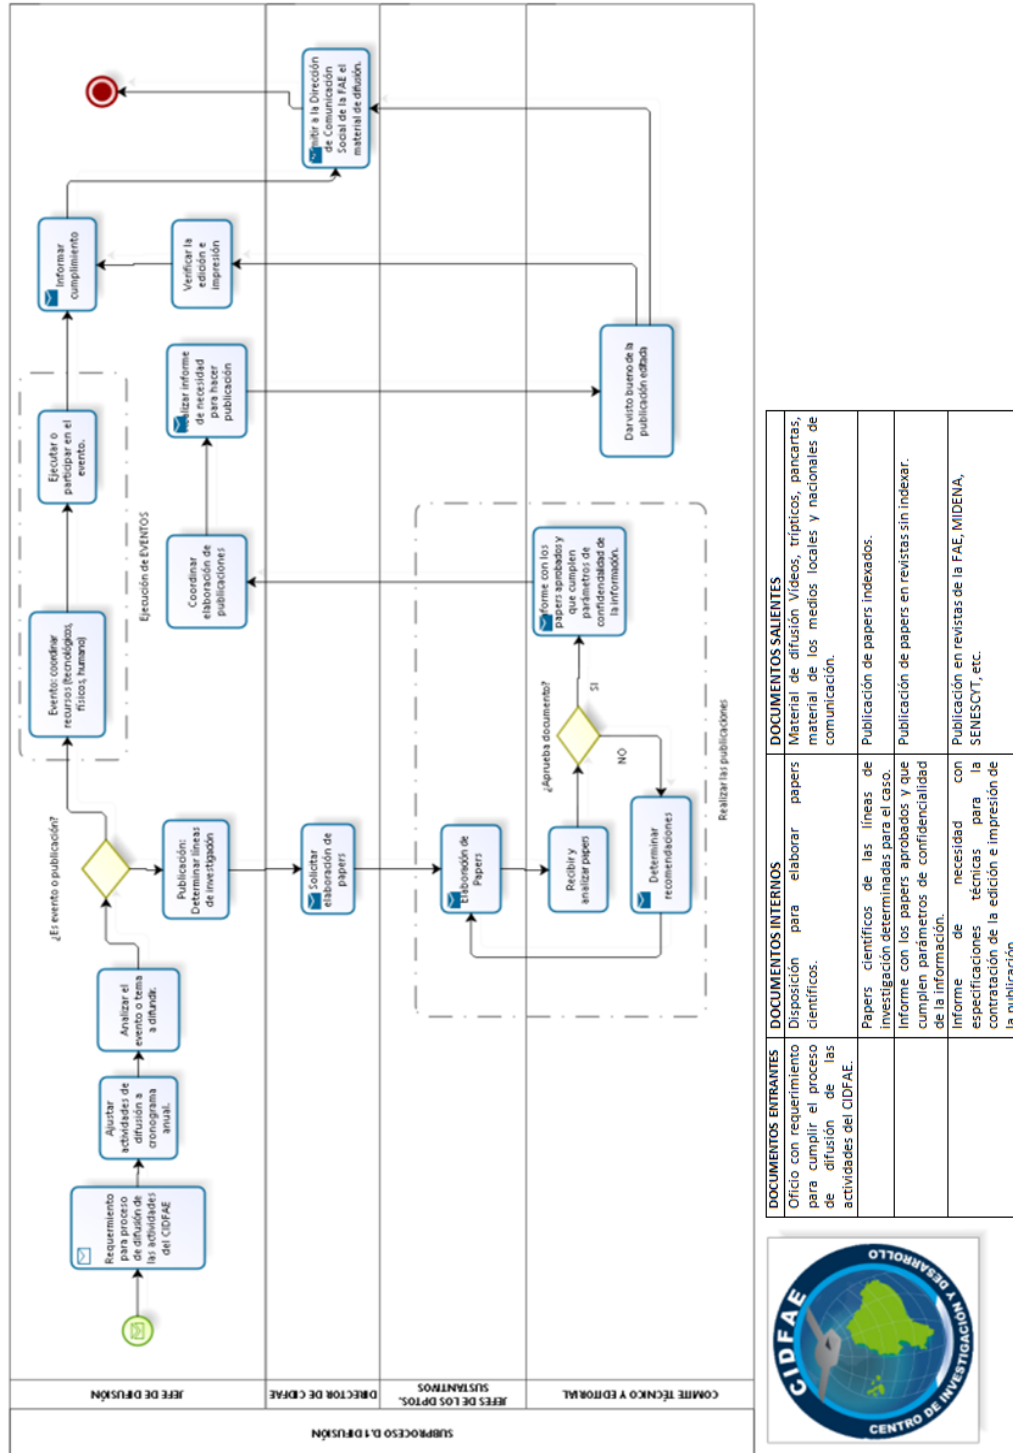 SUBPROCESO D.1 DIFUSIÓN
JEFE DE DIFUSIÓN
DIRECTOR DE CIDFAE
JEFES DE LOS DPTOS.
SUSTANTIVOS
COMITE TÉCNICO Y EDITORIAL
Requermiento
para proceso
de difusión de
las actividades
del CIDFAE
Ajustar
actividades de
difusión a
cronograma
anual.
Analizar el
evento o tema
a difundir.
¿Es evento o publicación?
Evento: coordinar
recursos (tecnológicos,
físicos, humano)
Ejecutar o
participar en el
evento.
Ejecución de EVENTOS
Informar
cumplimiento
Publicación:
Determinar líneas
de investigación
Coordinar
elaboración de
publicaciones
alizar informe
de necesidad
para hacer
publicación
Verificar la
edición e
impresión
Solicitar
elaboración de
papers
mitir a la Dirección
de Comunicación
Social de la FAE el
material de difusión.
Elaboración de
Papers
Recibir y
analizar papers
¿Aprueba documento?
SI
NO
Determinar
recomendaciones
forme con los
papers aprobados y
que cumplen
parámetros de
confidencialidad de
la información.
Realizar las publicaciones
Dar visto bueno de la
publicación editada
CIDFAE
CENTRO DE INVESTIGACIÓN Y DESARROLLO
DOCUMENTOS ENTRANTES DOCUMENTOS INTERNOS DOCUMENTOS SALIENTES
Oficio con requerimiento
para cumplir el proceso
de difusión de las
actividades del CIDFAE.
Disposición para elaborar papers
científicos.
Material de difusión Vídeos, trípticos, pancartas,
material de los medios locales y nacionales de
comunicación.
Papers científicos de las líneas de
investigación determinadas para el caso.
Publicación de papers indexados.
Informe con los papers aprobados y que
cumplen parámetros de confidencialidad
de la información.
Publicación de papers en revistas sin indexar.
Informe de necesidad con
especificaciones técnicas para la
contratación de la edición e impresión de
la publicación
Publicación en revistas de la FAE, MIDENA,
SENESCYT, etc.